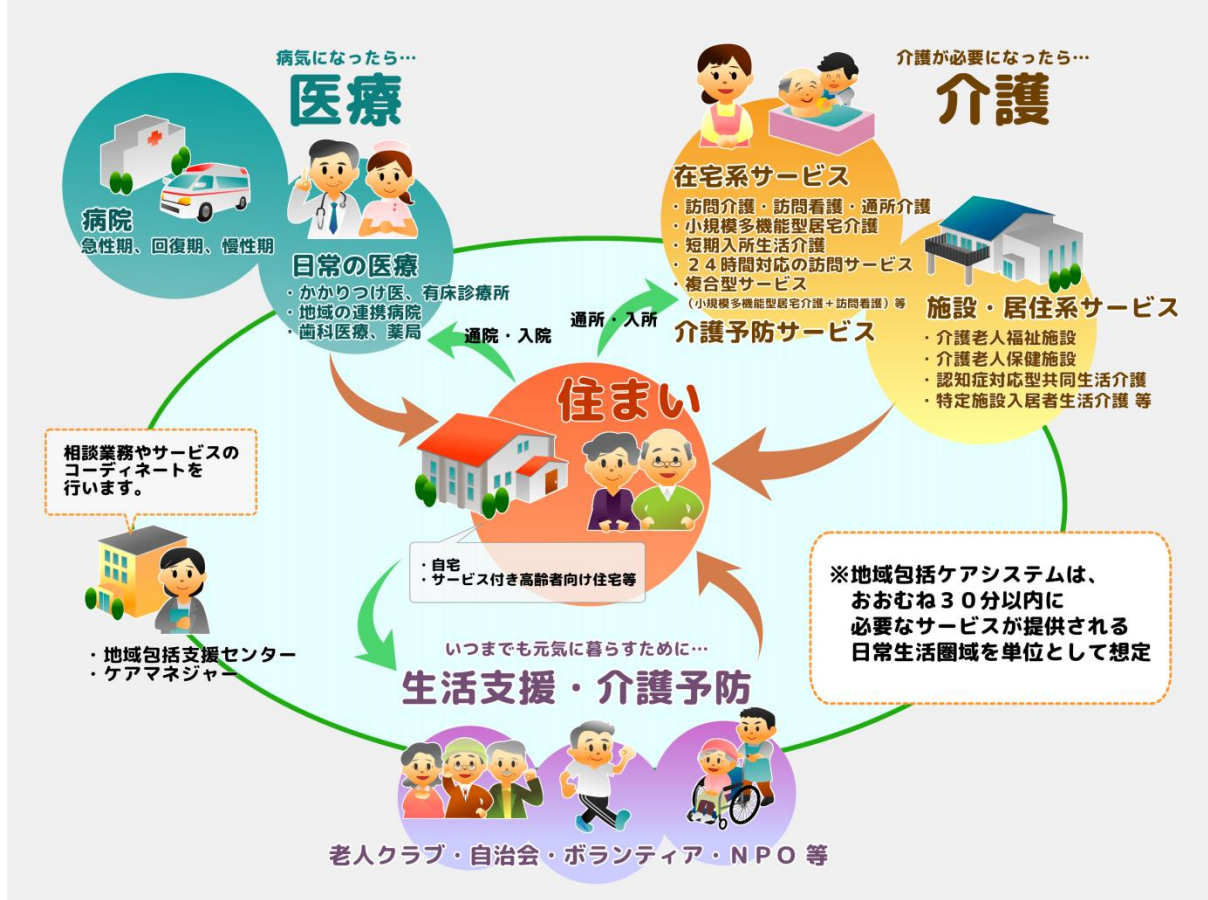 病気になったら…
医療
病院
急性期、回復期、慢性期
日常の医療
・かかりつけ医、有床診療所
・地域の連携病院
・歯科医療、薬局
通院・入院
通所・入所
介護が必要になったら…
介護
在宅系サービス
・訪問介護・訪問看護・通所介護
・小規模多機能型居宅介護
・短期入所生活介護
・２４時間対応の訪問サービス
・複合型サービス
（小規模多機能型居宅介護＋訪問看護）等
介護予防サービス
施設・居住系サービス
・介護老人福祉施設
・介護老人保健施設
・認知症対応型共同生活介護
・特定施設入居者生活介護 等
住まい
・自宅
・サービス付き高齢者向け住宅等
相談業務やサービスの
コーディネートを
行います。
・地域包括支援センター
・ケアマネジャー
※地域包括ケアシステムは、
おおむね３０分以内に
必要なサービスが提供される
日常生活圏域を単位として想定
いつまでも元気に暮らすために…
生活支援・介護予防
老人クラブ・自治会・ボランティア・ＮＰＯ 等